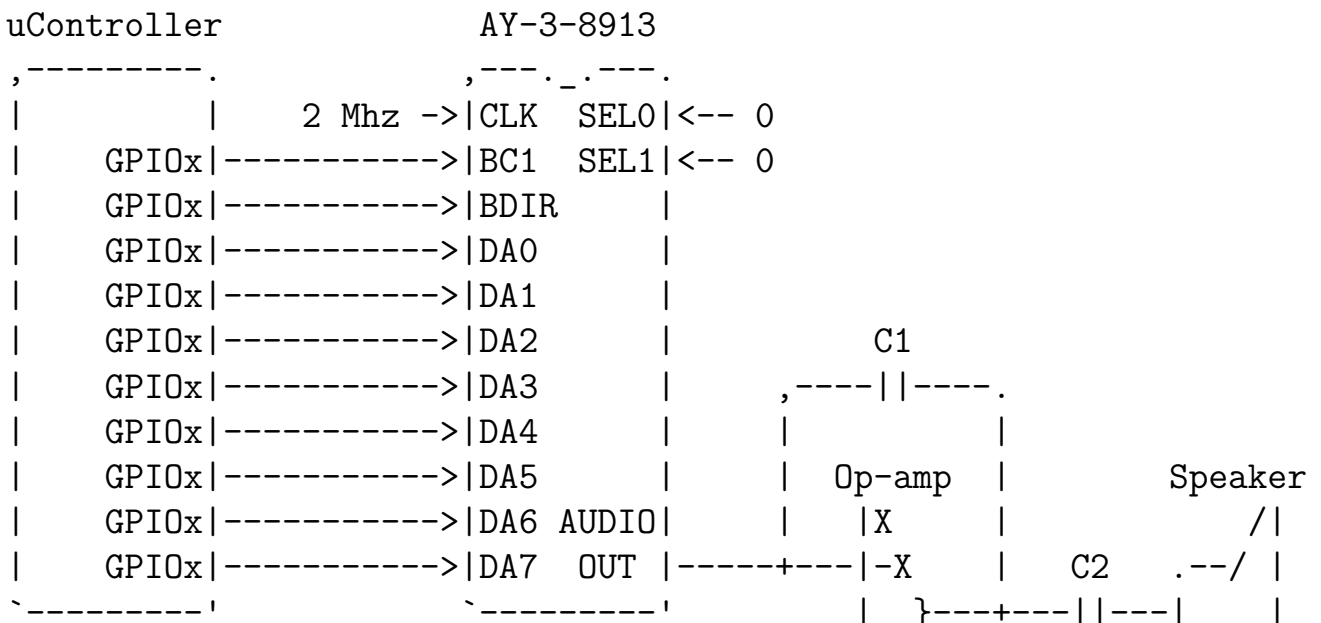 uController AY-3-8913
,---------. ,---._.---.
| | 2 Mhz ->|CLK SEL0|<-- 0
| GPIOx|----------->|BC1 SEL1|<-- 0
| GPIOx|----------->|BDIR |
| GPIOx|----------->|DA0 |
| GPIOx|----------->|DA1 |
| GPIOx|----------->|DA2 | C1
| GPIOx|----------->|DA3 | ,----||----.
| GPIOx|----------->|DA4 | | |
| GPIOx|----------->|DA5 | | Op-amp | Speaker
| GPIOx|----------->|DA6 AUDIO| | |X | /|
| GPIOx|----------->|DA7 OUT |-----+---|-X | C2 .--/ |
`---------' `---------' | }---+---||---| |